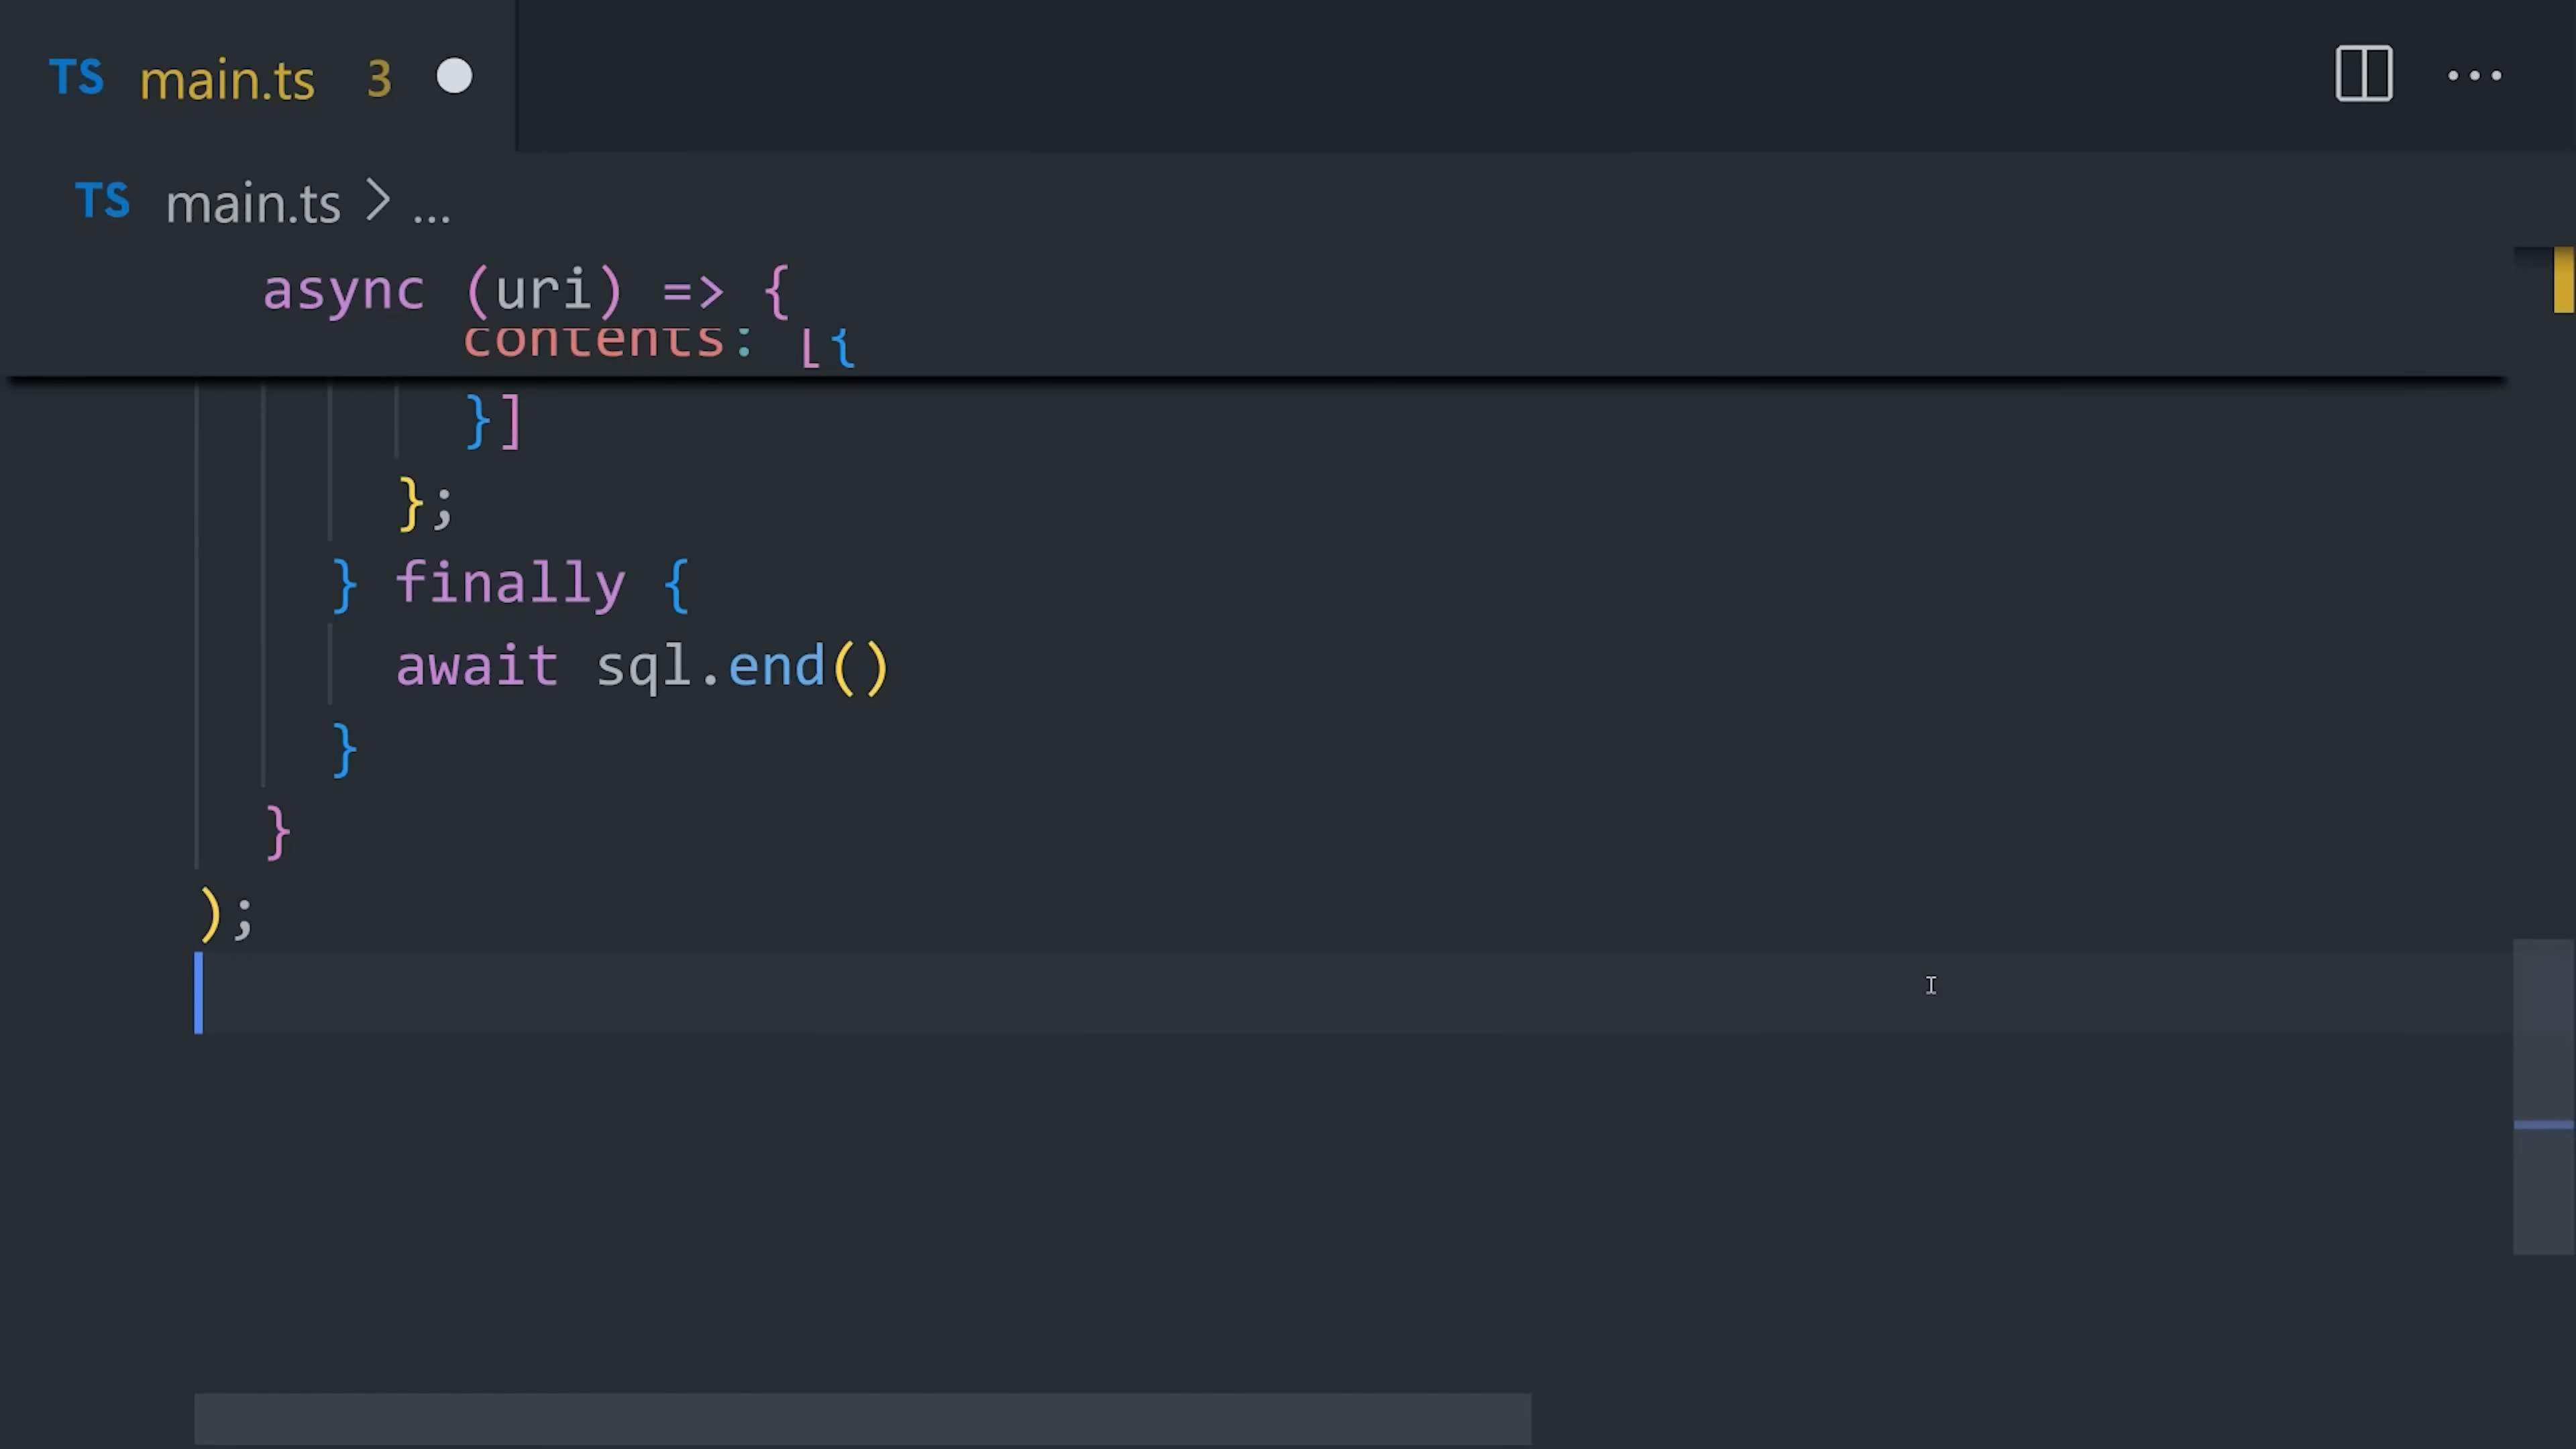 TS main.ts 3
TS main.ts > ...
async (uri) => {
contents: [{
}]
};
} finally {
await sql.end()
}
}
);